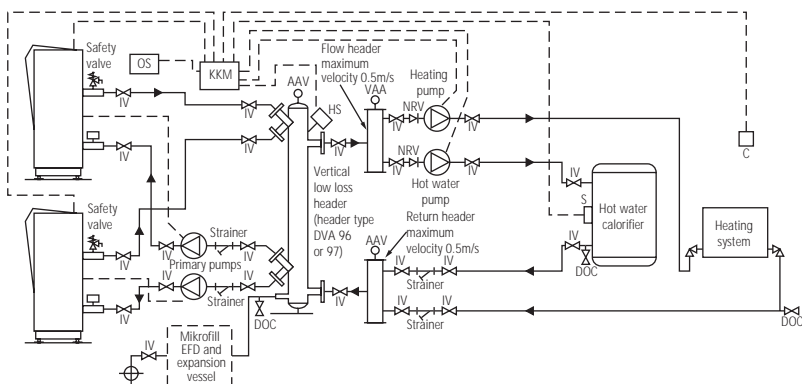 Safety
valve
IV
IV
OS
KKM
AAV
HS
IV
IV
IV
Flow header
maximum
velocity 0.5m/s
VAA
NRV
IV
Heating
pump
IV
NRV
IV
Hot water
pump
IV
C
IV
S
IV
DOC
Hot water
calorifier
Heating
system
Vertical
low loss
header
(header type
DVA 96
or 97)
Return header
maximum
velocity 0.5m/s
AAV
Safety
valve
IV
IV
IV
Strainer
IV
Primary pumps
IV
Strainer
IV
DOC
IV
IV
Strainer
IV
IV
Strainer
IV
DOC
IV
Mikrofill
EFD and
expansion
vessel